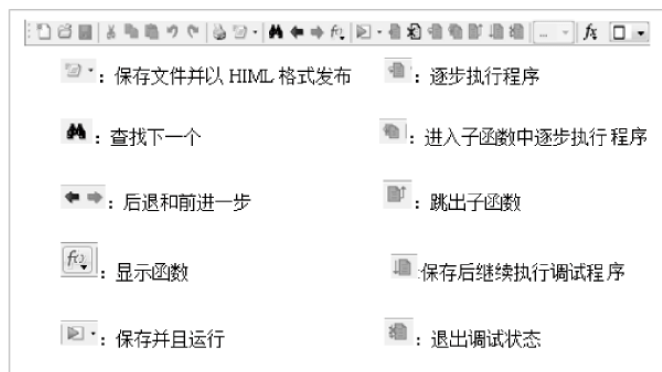 ：保存文件并以 HIML 格式发布
：逐步执行程序
：查找下一个
：进入子函数中逐步执行程序
：后退和前进一步
：跳出子函数
：显示函数
：保存后继续执行调试程序
：保存并且运行
：退出调试状态